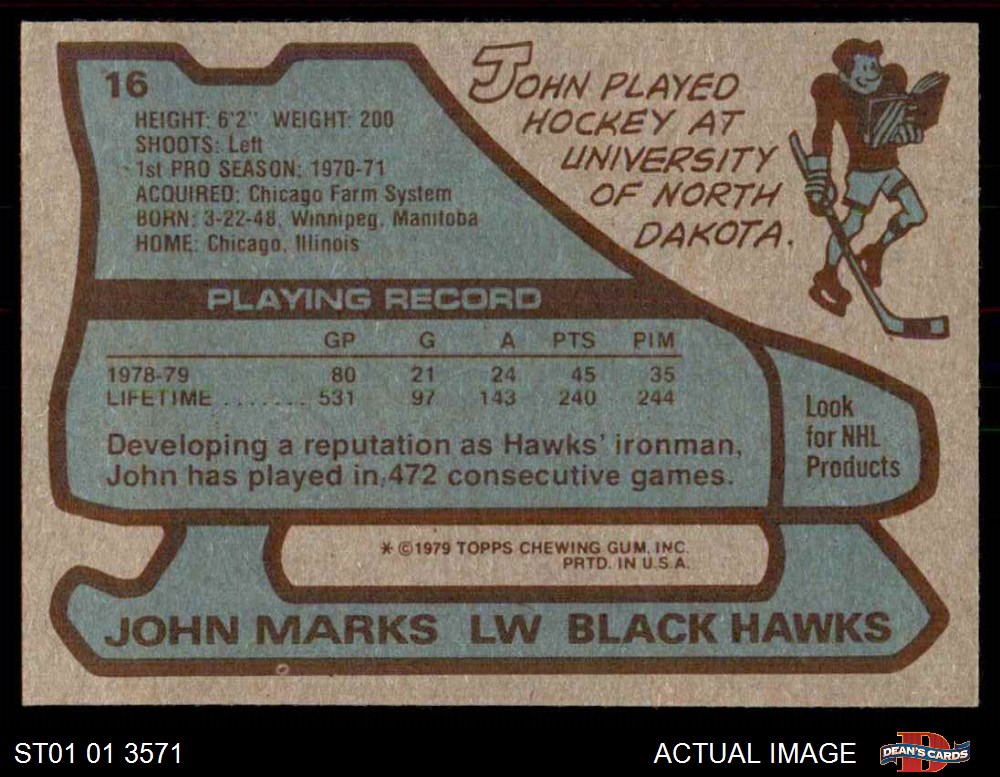 16
HEIGHT: 6'2" WEIGHT: 200
SHOOTS: Left
1st PRO SEASON: 1970-71
ACQUIRED: Chicago Farm System
BORN: 3-22-48, Winnipeg, Manitoba
HOME: Chicago, Illinois
JOHN PLAYED
HOCKEY AT
UNIVERSITY
OF NORTH
DAKOTA.
PLAYING RECORD
GP G A PTS PIM
1978-79 80 21 24 45 35
LIFETIME ....... 531 97 143 240 244
Developing a reputation as Hawks' ironman,
John has played in 472 consecutive games.
Look
for NHL
Products
* ©1979 TOPPS CHEWING GUM, INC.
PRTD. IN U.S.A.
JOHN MARKS LW BLACK HAWKS
ST01 01 3571
ACTUAL IMAGE
D
DEAN'S CARDS